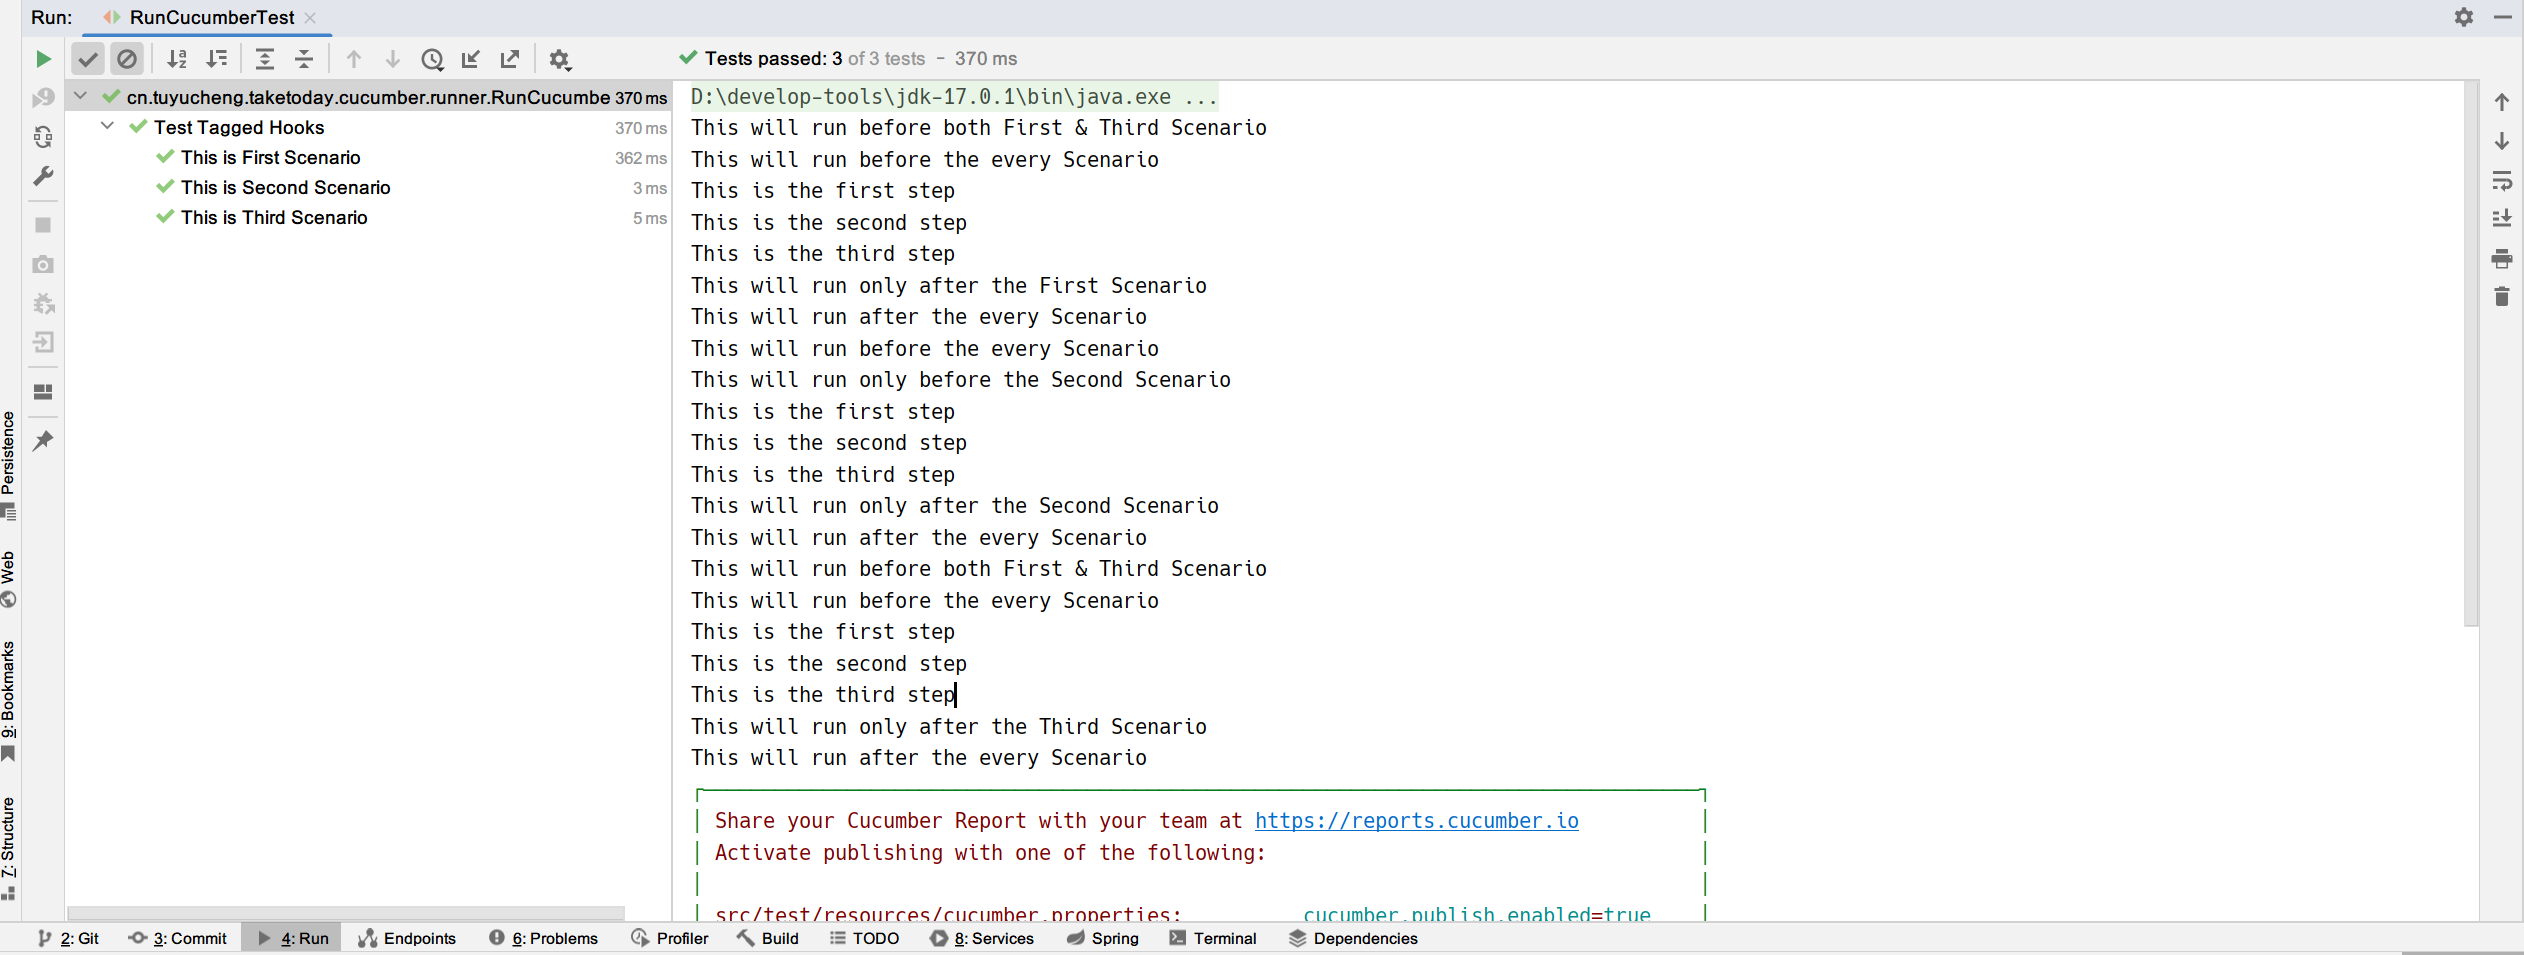 Run: RunCucumberTest
Tests passed: 3 of 3 tests – 370 ms
cn.tuyucheng.taketoday.cucumber.runner.RunCucumbe 370 ms
Test Tagged Hooks 370 ms
This is First Scenario 362 ms
This is Second Scenario 3 ms
This is Third Scenario 5 ms
D:\develop-tools\jdk-17.0.1\bin\java.exe ...
This will run before both First & Third Scenario
This will run before the every Scenario
This is the first step
This is the second step
This is the third step
This will run only after the First Scenario
This will run after the every Scenario
This will run before the every Scenario
This will run only before the Second Scenario
This is the first step
This is the second step
This is the third step
This will run only after the Second Scenario
This will run after the every Scenario
This will run before both First & Third Scenario
This will run before the every Scenario
This is the first step
This is the second step
This is the third step
This will run only after the Third Scenario
This will run after the every Scenario
Share your Cucumber Report with your team at https://reports.cucumber.io
Activate publishing with one of the following:
src/test/resources/cucumber.properties: cucumber.publish.enabled=true
Persistence
Web
9: Bookmarks
7: Structure
2: Git 3: Commit 4: Run Endpoints 6: Problems Profiler Build TODO 8: Services Spring Terminal Dependencies